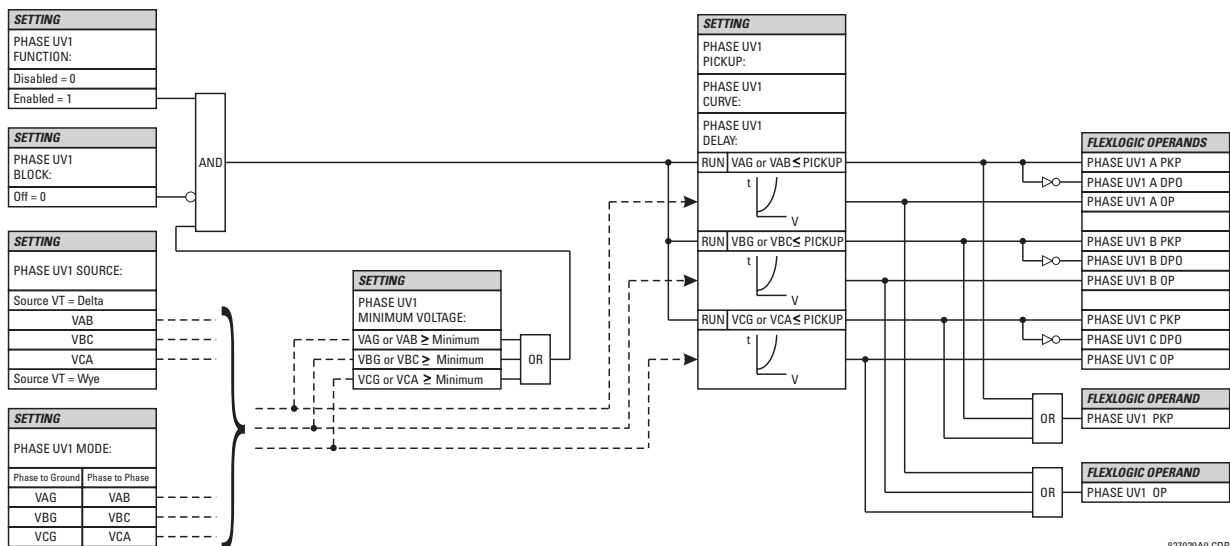 SETTING
PHASE UV1
FUNCTION:
Disabled = 0
Enabled = 1
SETTING
PHASE UV1
BLOCK:
Off = 0
AND
SETTING
PHASE UV1 SOURCE:
Source VT = Delta
VAB
VBC
VCA
Source VT = Wye
SETTING
PHASE UV1 MODE:
Phase to Ground Phase to Phase
VAG VAB
VBG VBC
VCG VCA
SETTING
PHASE UV1
MINIMUM VOLTAGE:
VAG or VAB ≥ Minimum
VBG or VBC ≥ Minimum
VCG or VCA ≥ Minimum
OR
SETTING
PHASE UV1
PICKUP:
PHASE UV1
CURVE:
PHASE UV1
DELAY:
RUN VAG or VAB ≤ PICKUP
t
V
RUN VBG or VBC ≤ PICKUP
t
V
RUN VCG or VCA ≤ PICKUP
t
V
FLEXLOGIC OPERANDS
PHASE UV1 A PKP
PHASE UV1 A DPO
PHASE UV1 A OP
PHASE UV1 B PKP
PHASE UV1 B DPO
PHASE UV1 B OP
PHASE UV1 C PKP
PHASE UV1 C DPO
PHASE UV1 C OP
FLEXLOGIC OPERAND
OR
PHASE UV1 PKP
FLEXLOGIC OPERAND
OR
PHASE UV1 OP